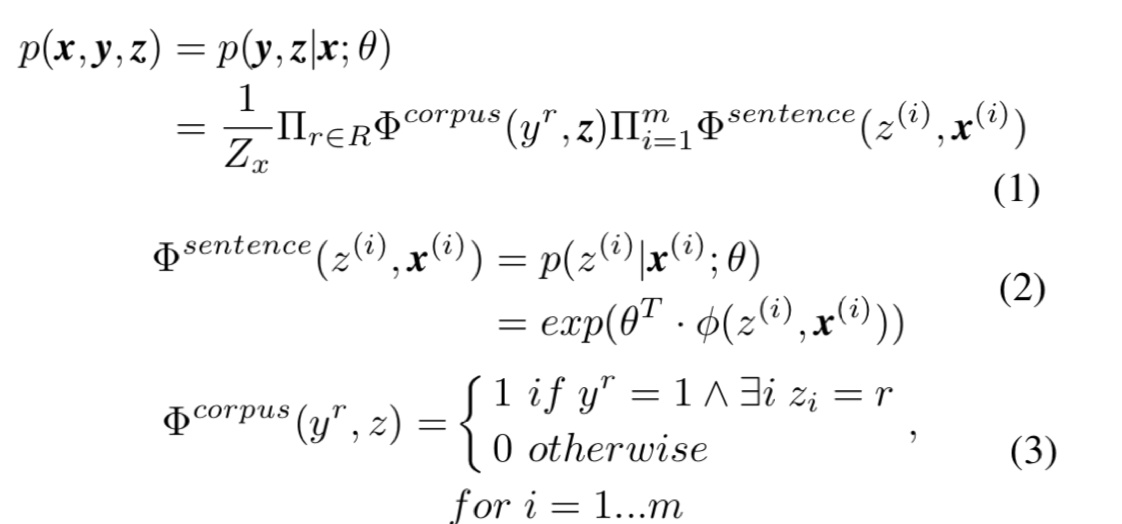 p(x, y, z) = p(y, z|x; θ)
= \frac{1}{Z_x} Π_{r∈R} Φ^{corpus}(y^r, z) Π_{i=1}^{m} Φ^{sentence}(z^{(i)}, x^{(i)})
(1)
Φ^{sentence}(z^{(i)}, x^{(i)}) = p(z^{(i)}|x^{(i)}; θ)
(2)
= exp(θ^T · φ(z^{(i)}, x^{(i)}))
Φ^{corpus}(y^r, z) = { 1 if y^r = 1 ∧ ∃i z_i = r
0 otherwise ,
(3)
for i = 1...m